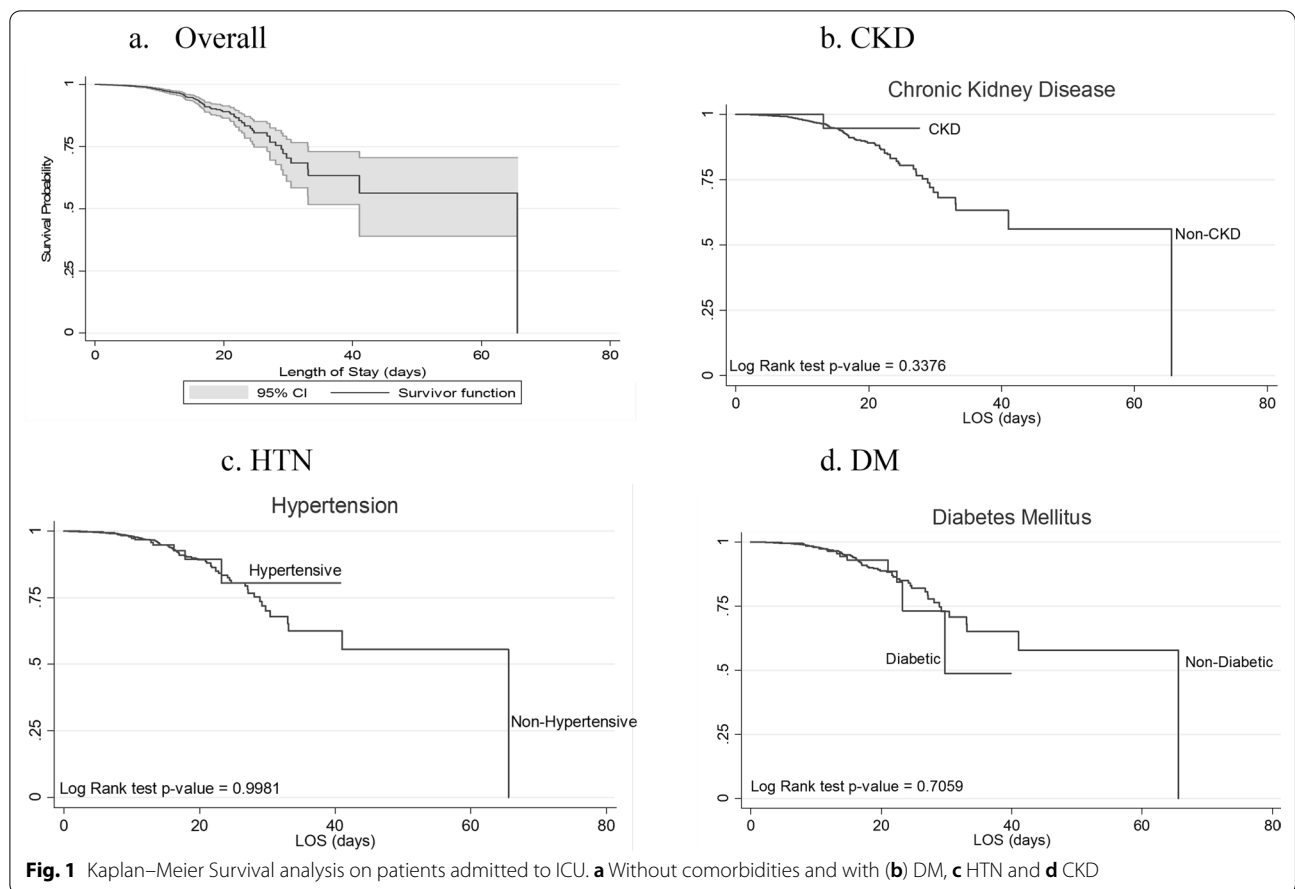 a. Overall
1
.75
.5
.25
0
Survival Probability
0 20 40 60 80
Length of Stay (days)
95% CI Survivor function
b. CKD
Chronic Kidney Disease
1
.75
.5
.25
0
CKD
Non-CKD
Log Rank test p-value = 0.3376
0 20 40 60 80
LOS (days)
c. HTN
Hypertension
1
.75
.5
.25
0
Hypertensive
Non-Hypertensive
Log Rank test p-value = 0.9981
0 20 40 60 80
LOS (days)
d. DM
Diabetes Mellitus
1
.75
.5
.25
0
Diabetic
Non-Diabetic
Log Rank test p-value = 0.7059
0 20 40 60 80
LOS (days)
Fig. 1 Kaplan–Meier Survival analysis on patients admitted to ICU. a Without comorbidities and with (b) DM, c HTN and d CKD